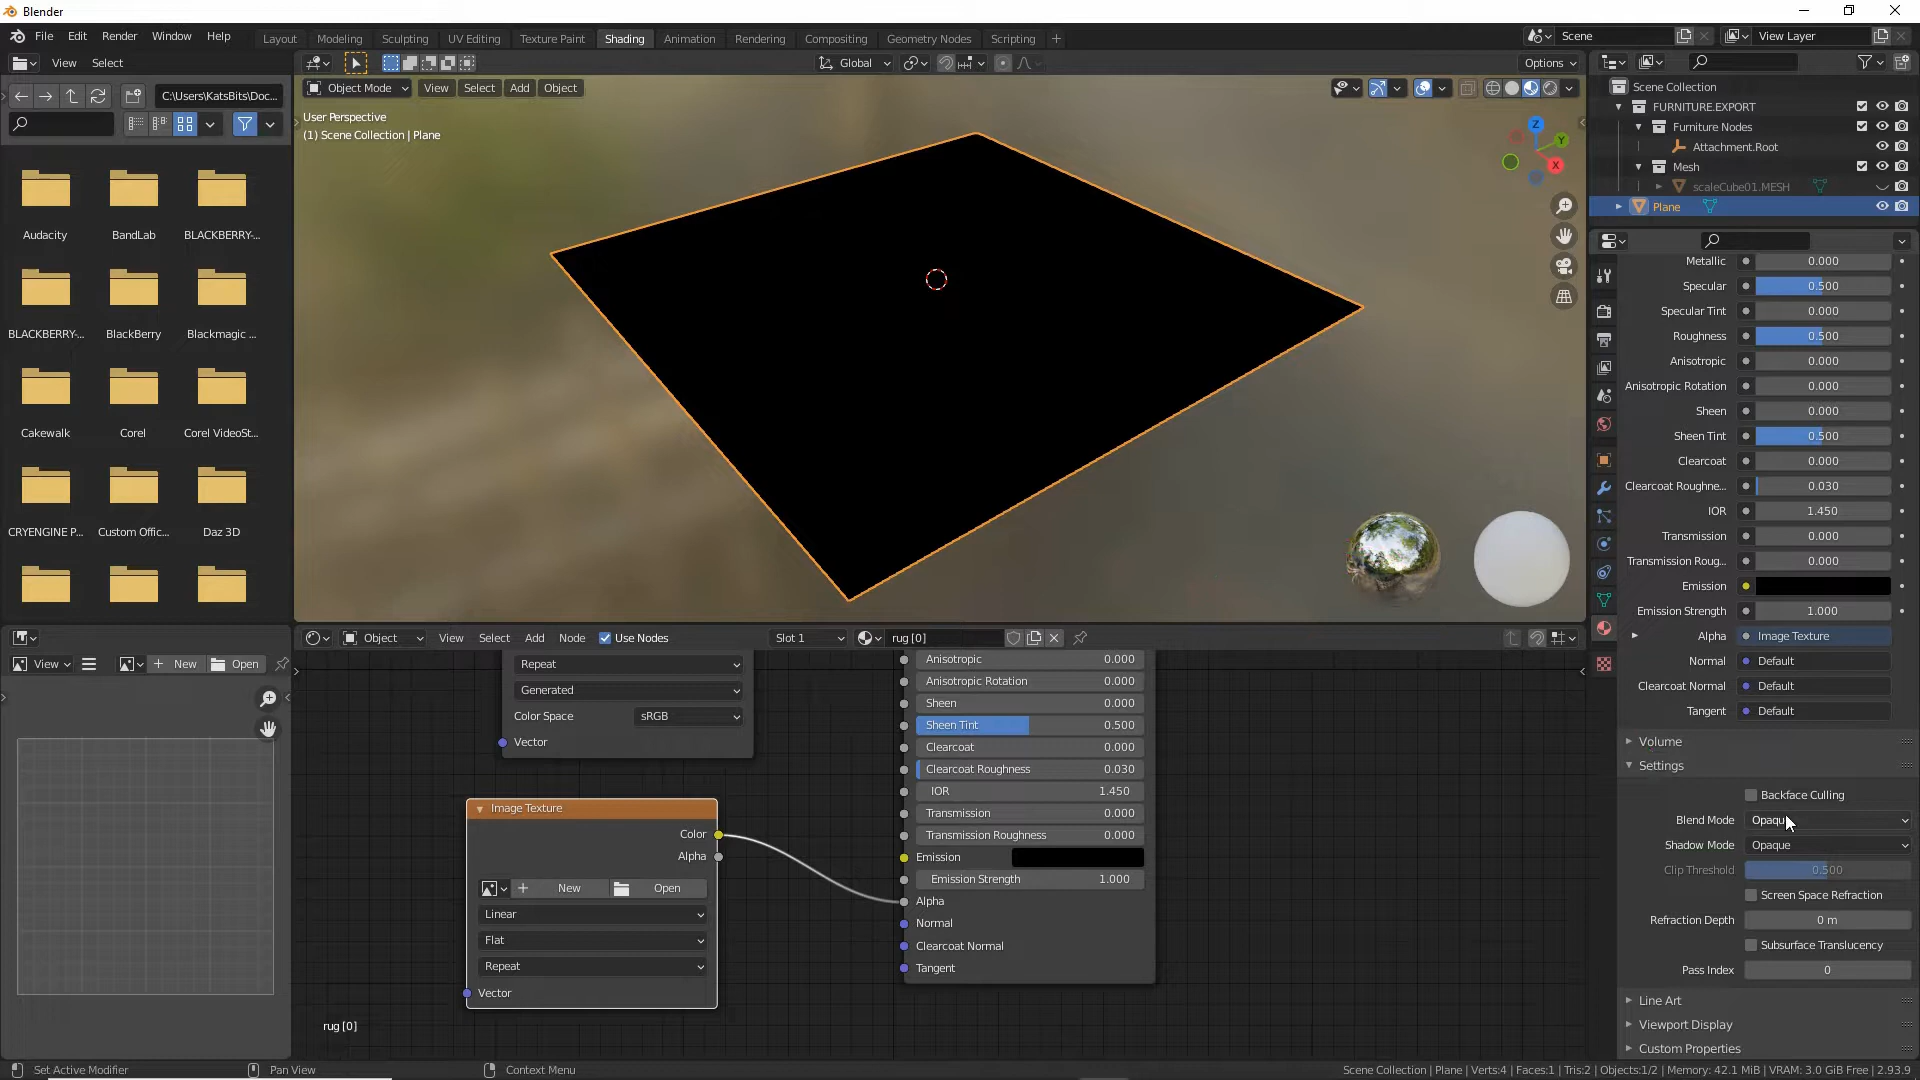 Blender
File Edit Render Window Help
Layout Modeling Sculpting UV Editing Texture Paint Shading Animation Rendering Compositing Geometry Nodes Scripting +
Scene
View Layer
View Select
Global
Options
C:\Users\KatsBits\Doc...
Object Mode View Select Add Object
User Perspective
(1) Scene Collection | Plane
Z
Y
X
Audacity
BandLab
BLACKBERRY-...
BLACKBERRY-...
BlackBerry
Blackmagic ...
Cakewalk
Corel
Corel VideoSt...
CRYENGINE P...
Custom Offic...
Daz 3D
Scene Collection
FURNITURE.EXPORT
Furniture Nodes
Attachment.Root
Mesh
scaleCube01.MESH
Plane
Metallic 0.000
Specular 0.500
Specular Tint 0.000
Roughness 0.500
Anisotropic 0.000
Anisotropic Rotation 0.000
Sheen 0.000
Sheen Tint 0.500
Clearcoat 0.000
Clearcoat Roughne... 0.030
IOR 1.450
Transmission 0.000
Transmission Roug... 0.000
Emission
Emission Strength 1.000
Alpha Image Texture
Normal Default
Clearcoat Normal Default
Tangent Default
Volume
Settings
Backface Culling
Blend Mode Opaque
Shadow Mode Opaque
Clip Threshold 0.500
Screen Space Refraction
Refraction Depth 0 m
Subsurface Translucency
Pass Index 0
Line Art
Viewport Display
Custom Properties
View + New Open
Object View Select Add Node Use Nodes Slot 1 rug [0]
Repeat
Generated
Color Space sRGB
Vector
Image Texture
Color
Alpha
+ New Open
Linear
Flat
Repeat
Vector
Anisotropic 0.000
Anisotropic Rotation 0.000
Sheen 0.000
Sheen Tint 0.500
Clearcoat 0.000
Clearcoat Roughness 0.030
IOR 1.450
Transmission 0.000
Transmission Roughness 0.000
Emission
Emission Strength 1.000
Alpha
Normal
Clearcoat Normal
Tangent
rug [0]
Set Active Modifier
Pan View
Context Menu
Scene Collection | Plane | Verts:4 | Faces:1 | Tris:2 | Objects:1/2 | Memory: 42.1 MiB | VRAM: 3.0 GiB Free | 2.93.9